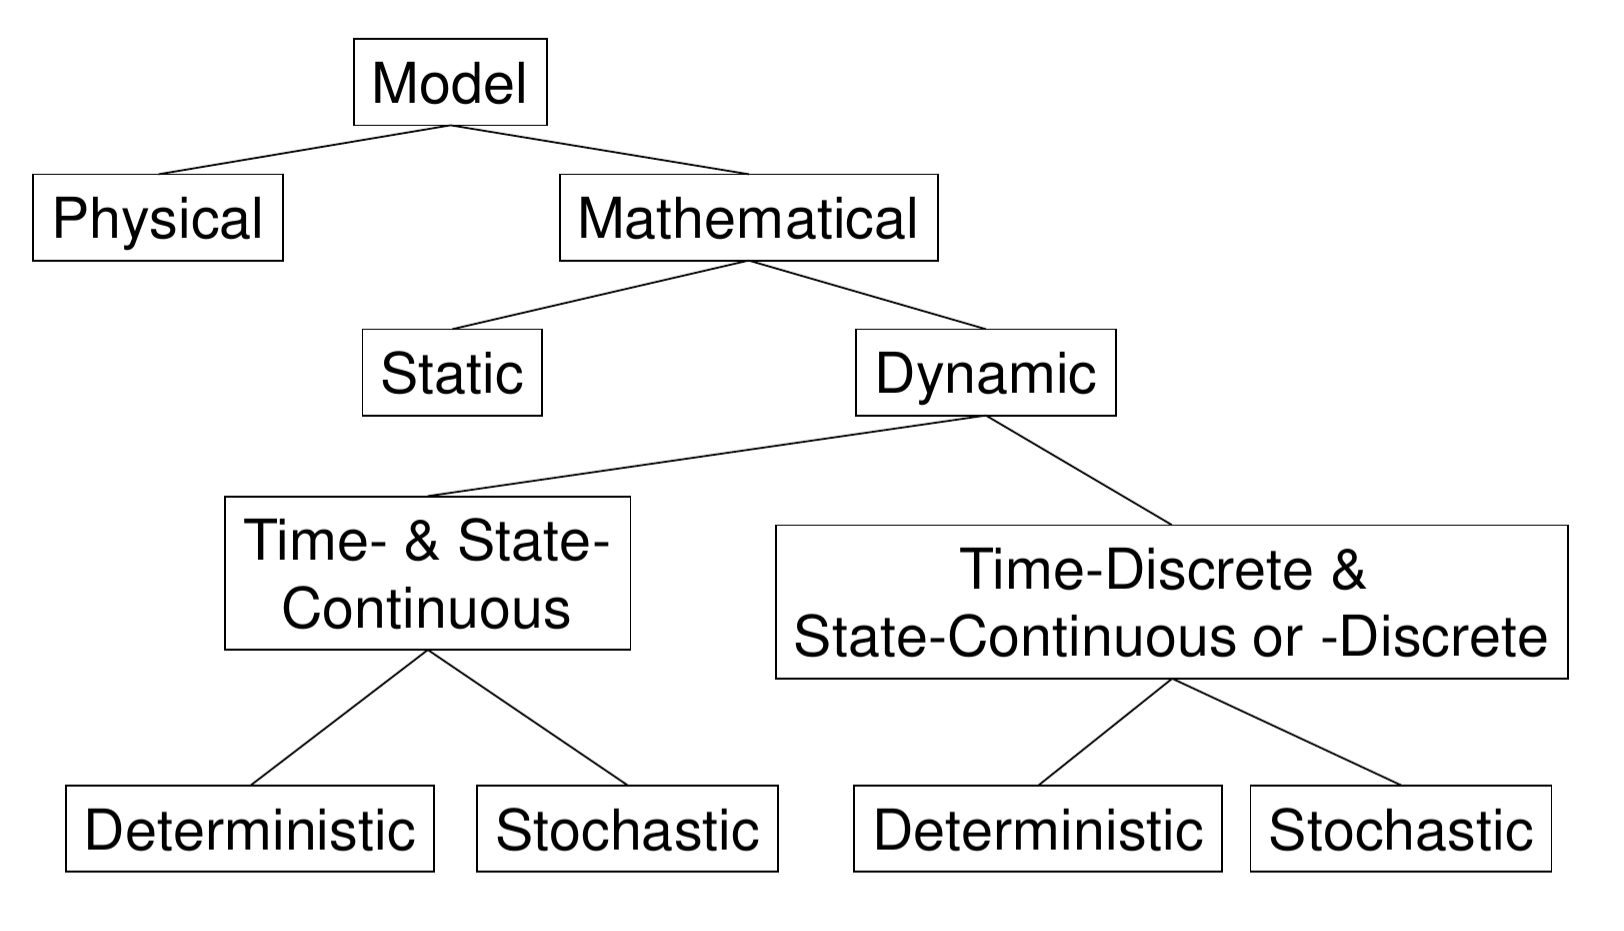 Model
Physical
Mathematical
Static
Dynamic
Time- & State-
Continuous
Time-Discrete &
State-Continuous or -Discrete
Deterministic
Stochastic
Deterministic
Stochastic